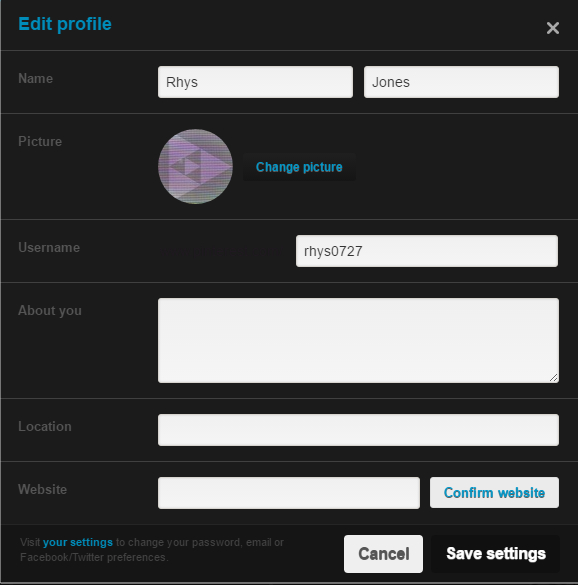 Edit profile
Name
Rhys
Jones
Picture
Change picture
Username
rhys0727
About you
Location
Website
Confirm website
Visit your settings to change your password, email or
Facebook/Twitter preferences.
Cancel
Save settings